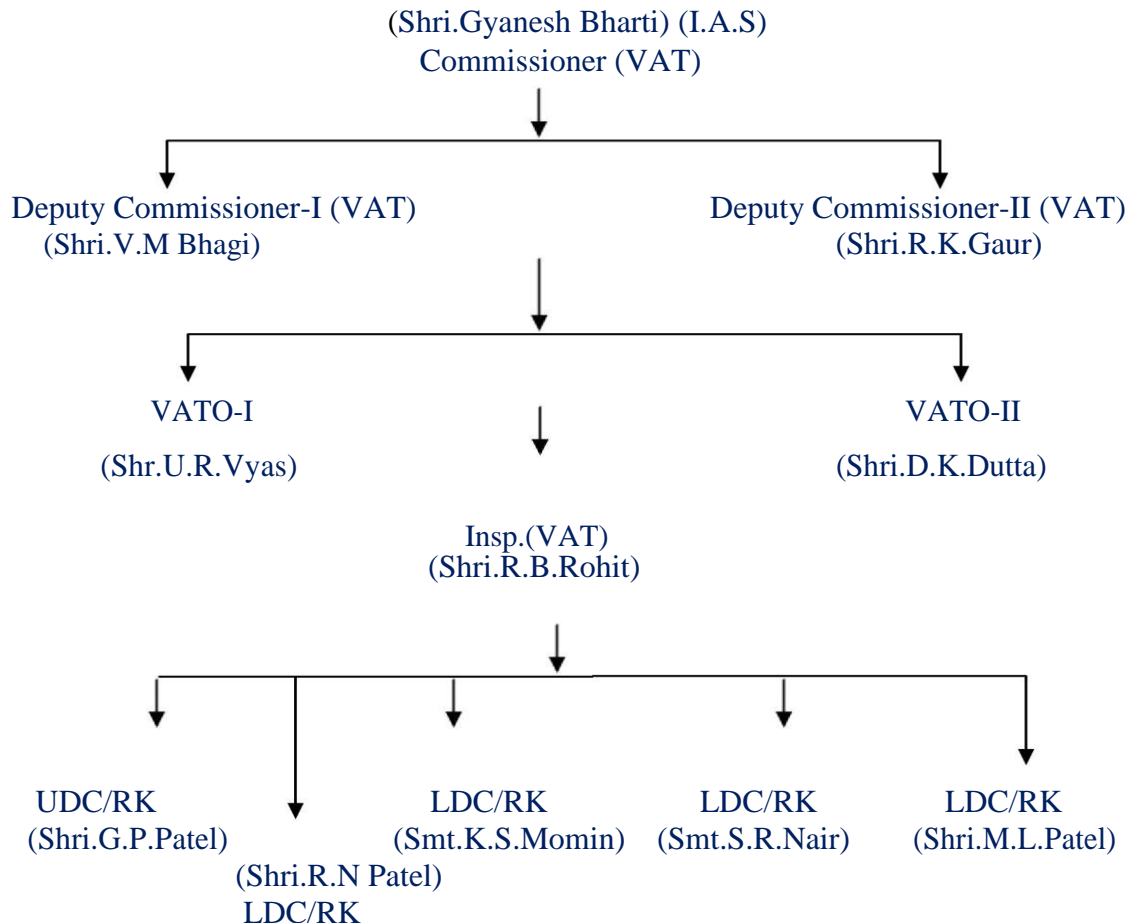 (Shri.Gyanesh Bharti) (I.A.S)
Commissioner (VAT)
Deputy Commissioner-I (VAT)
(Shri.V.M Bhagi)
Deputy Commissioner-II (VAT)
(Shri.R.K.Gaur)
VATO-I
(Shr.U.R.Vyas)
VATO-II
(Shri.D.K.Dutta)
Insp.(VAT)
(Shri.R.B.Rohit)
UDC/RK
(Shri.G.P.Patel)
(Shri.R.N Patel)
LDC/RK
LDC/RK
(Smt.K.S.Momin)
LDC/RK
(Smt.S.R.Nair)
LDC/RK
(Shri.M.L.Patel)